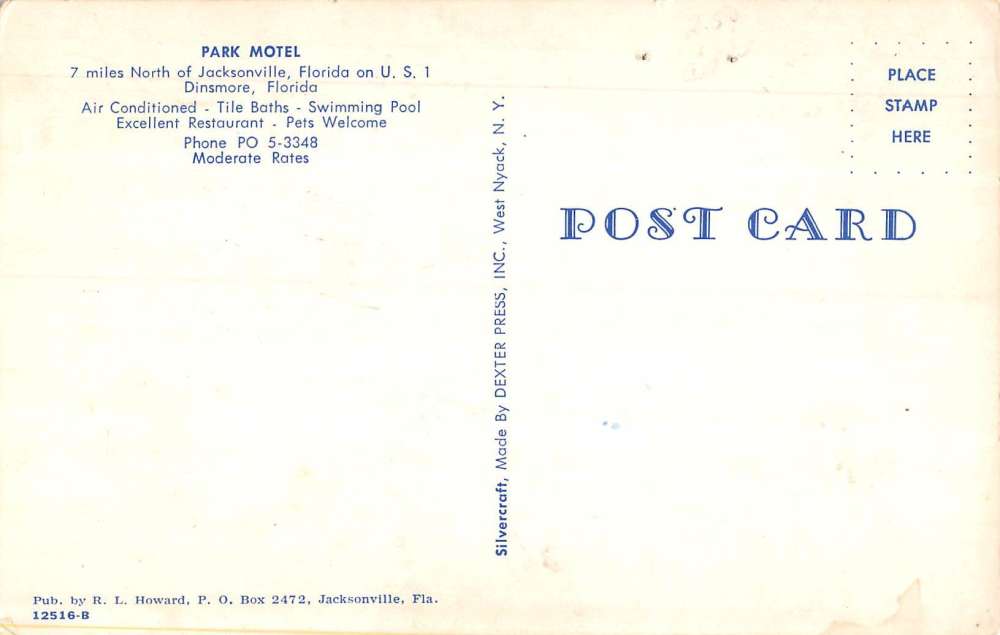 PARK MOTEL
7 miles North of Jacksonville, Florida on U. S. 1
Dinsmore, Florida
Air Conditioned - Tile Baths - Swimming Pool
Excellent Restaurant - Pets Welcome
Phone PO 5-3348
Moderate Rates
Silvercraft, Made By DEXTER PRESS, INC., West Nyack, N. Y.
PLACE
STAMP
HERE
POST CARD
Pub. by R. L. Howard, P. O. Box 2472, Jacksonville, Fla.
12516-B